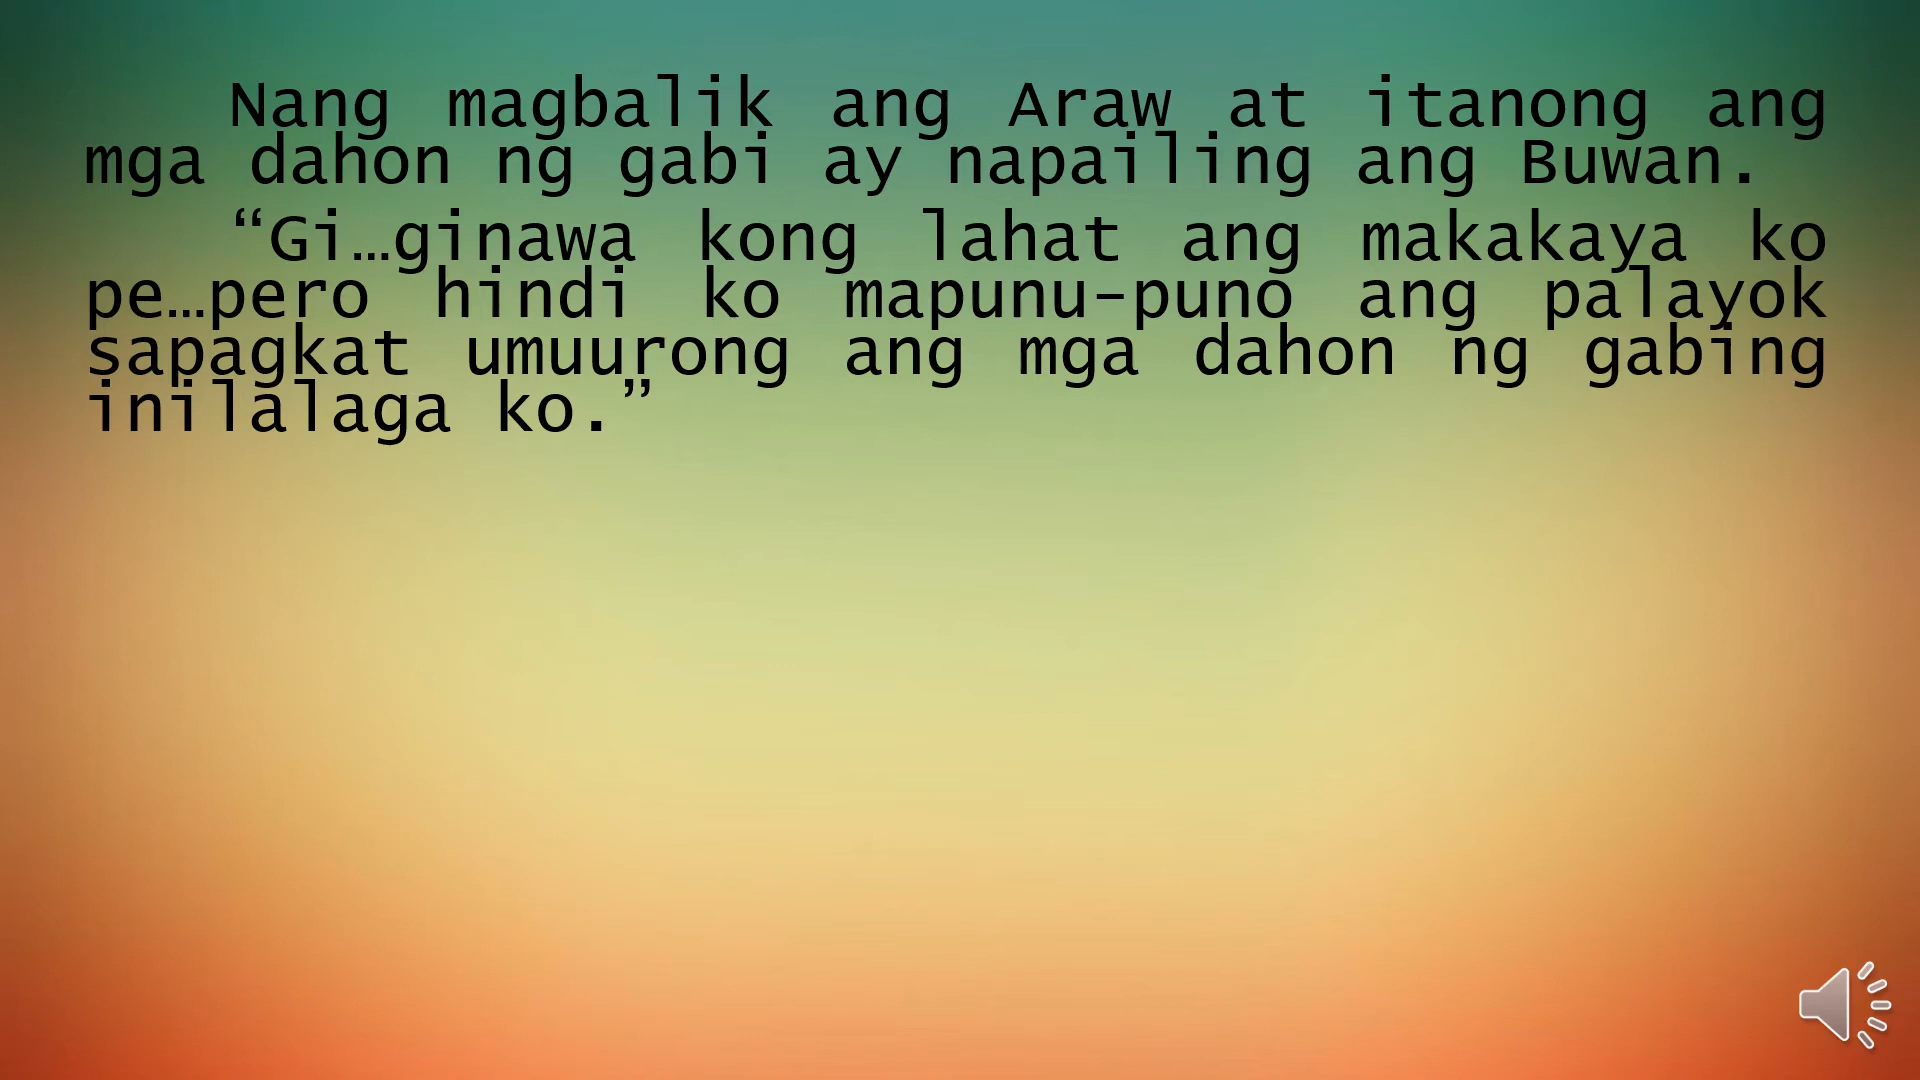 Nang magbalik ang Araw at itanong ang
mga dahon ng gabi ay napailing ang Buwan.
“Gi…ginawa kong lahat ang makakaya ko
pe…pero hindi ko mapunu-puno ang palayok
sapagkat umuurong ang mga dahon ng gabing
inilalaga ko.”